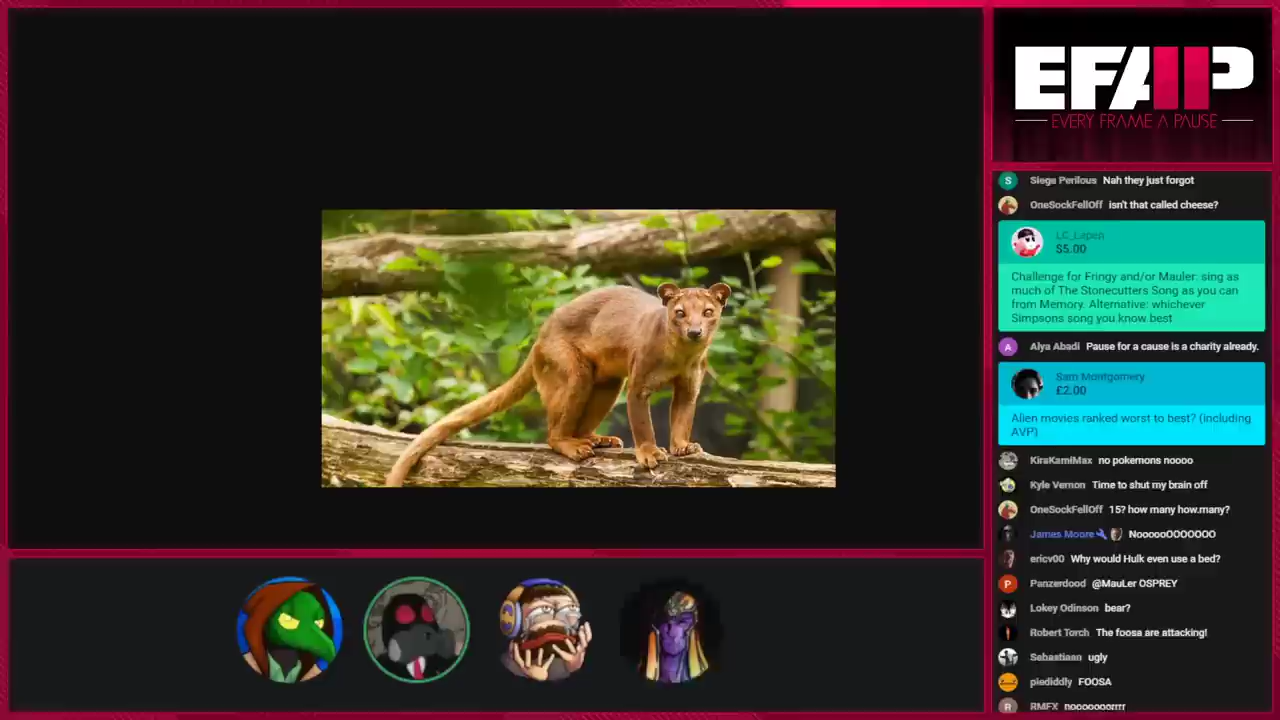 EFAP
EVERY FRAME A PAUSE
Siege Perilous Nah they just forgot
OneSockFellOff isn't that called cheese?
LC_Lapen
$5.00
Challenge for Fringy and/or Mauler: sing as
much of The Stonecutters Song as you can
from Memory. Alternative: whichever
Simpsons song you know best
A Alya Abadi Pause for a cause is a charity already.
Sam Montgomery
£2.00
Alien movies ranked worst to best? (including
AVP)
KiraKamiMax no pokemons noooo
Kyle Vernon Time to shut my brain off
OneSockFellOff 15? how many how.many?
James Moore NoooooOOOOOOO
ericv00 Why would Hulk even use a bed?
P Panzerdood @MauLer OSPREY
Lokey Odinson bear?
Robert Torch The foosa are attacking!
Sebastiaan ugly
piediddly FOOSA
R RMFX noooooooorrr